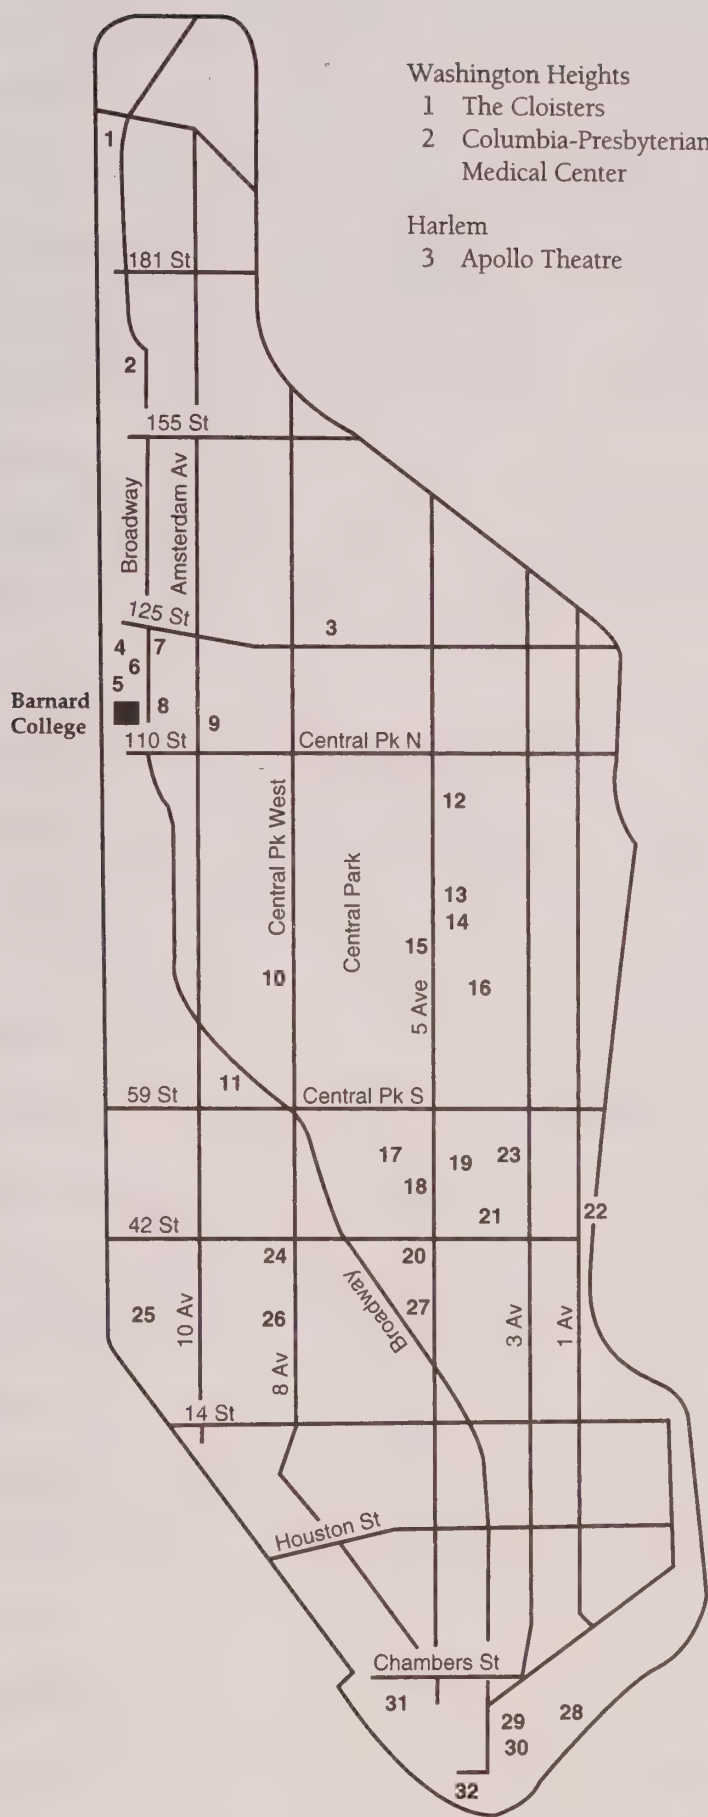 Washington Heights
1 The Cloisters
2 Columbia-Presbyterian
Medical Center
Harlem
3 Apollo Theatre
1
181 St
2
155 St
Broadway
Amsterdam Av
125 St
3
4
7
6
5
Barnard
College
8
9
110 St
Central Pk N
12
Central Pk West
Central Park
13
14
15
10
5 Ave
16
11
59 St
Central Pk S
17
19
23
18
21
22
42 St
24
20
Broadway
25
10 Av
26
27
3 Av
1 Av
8 Av
14 St
Houston St
Chambers St
31
29
28
30
32